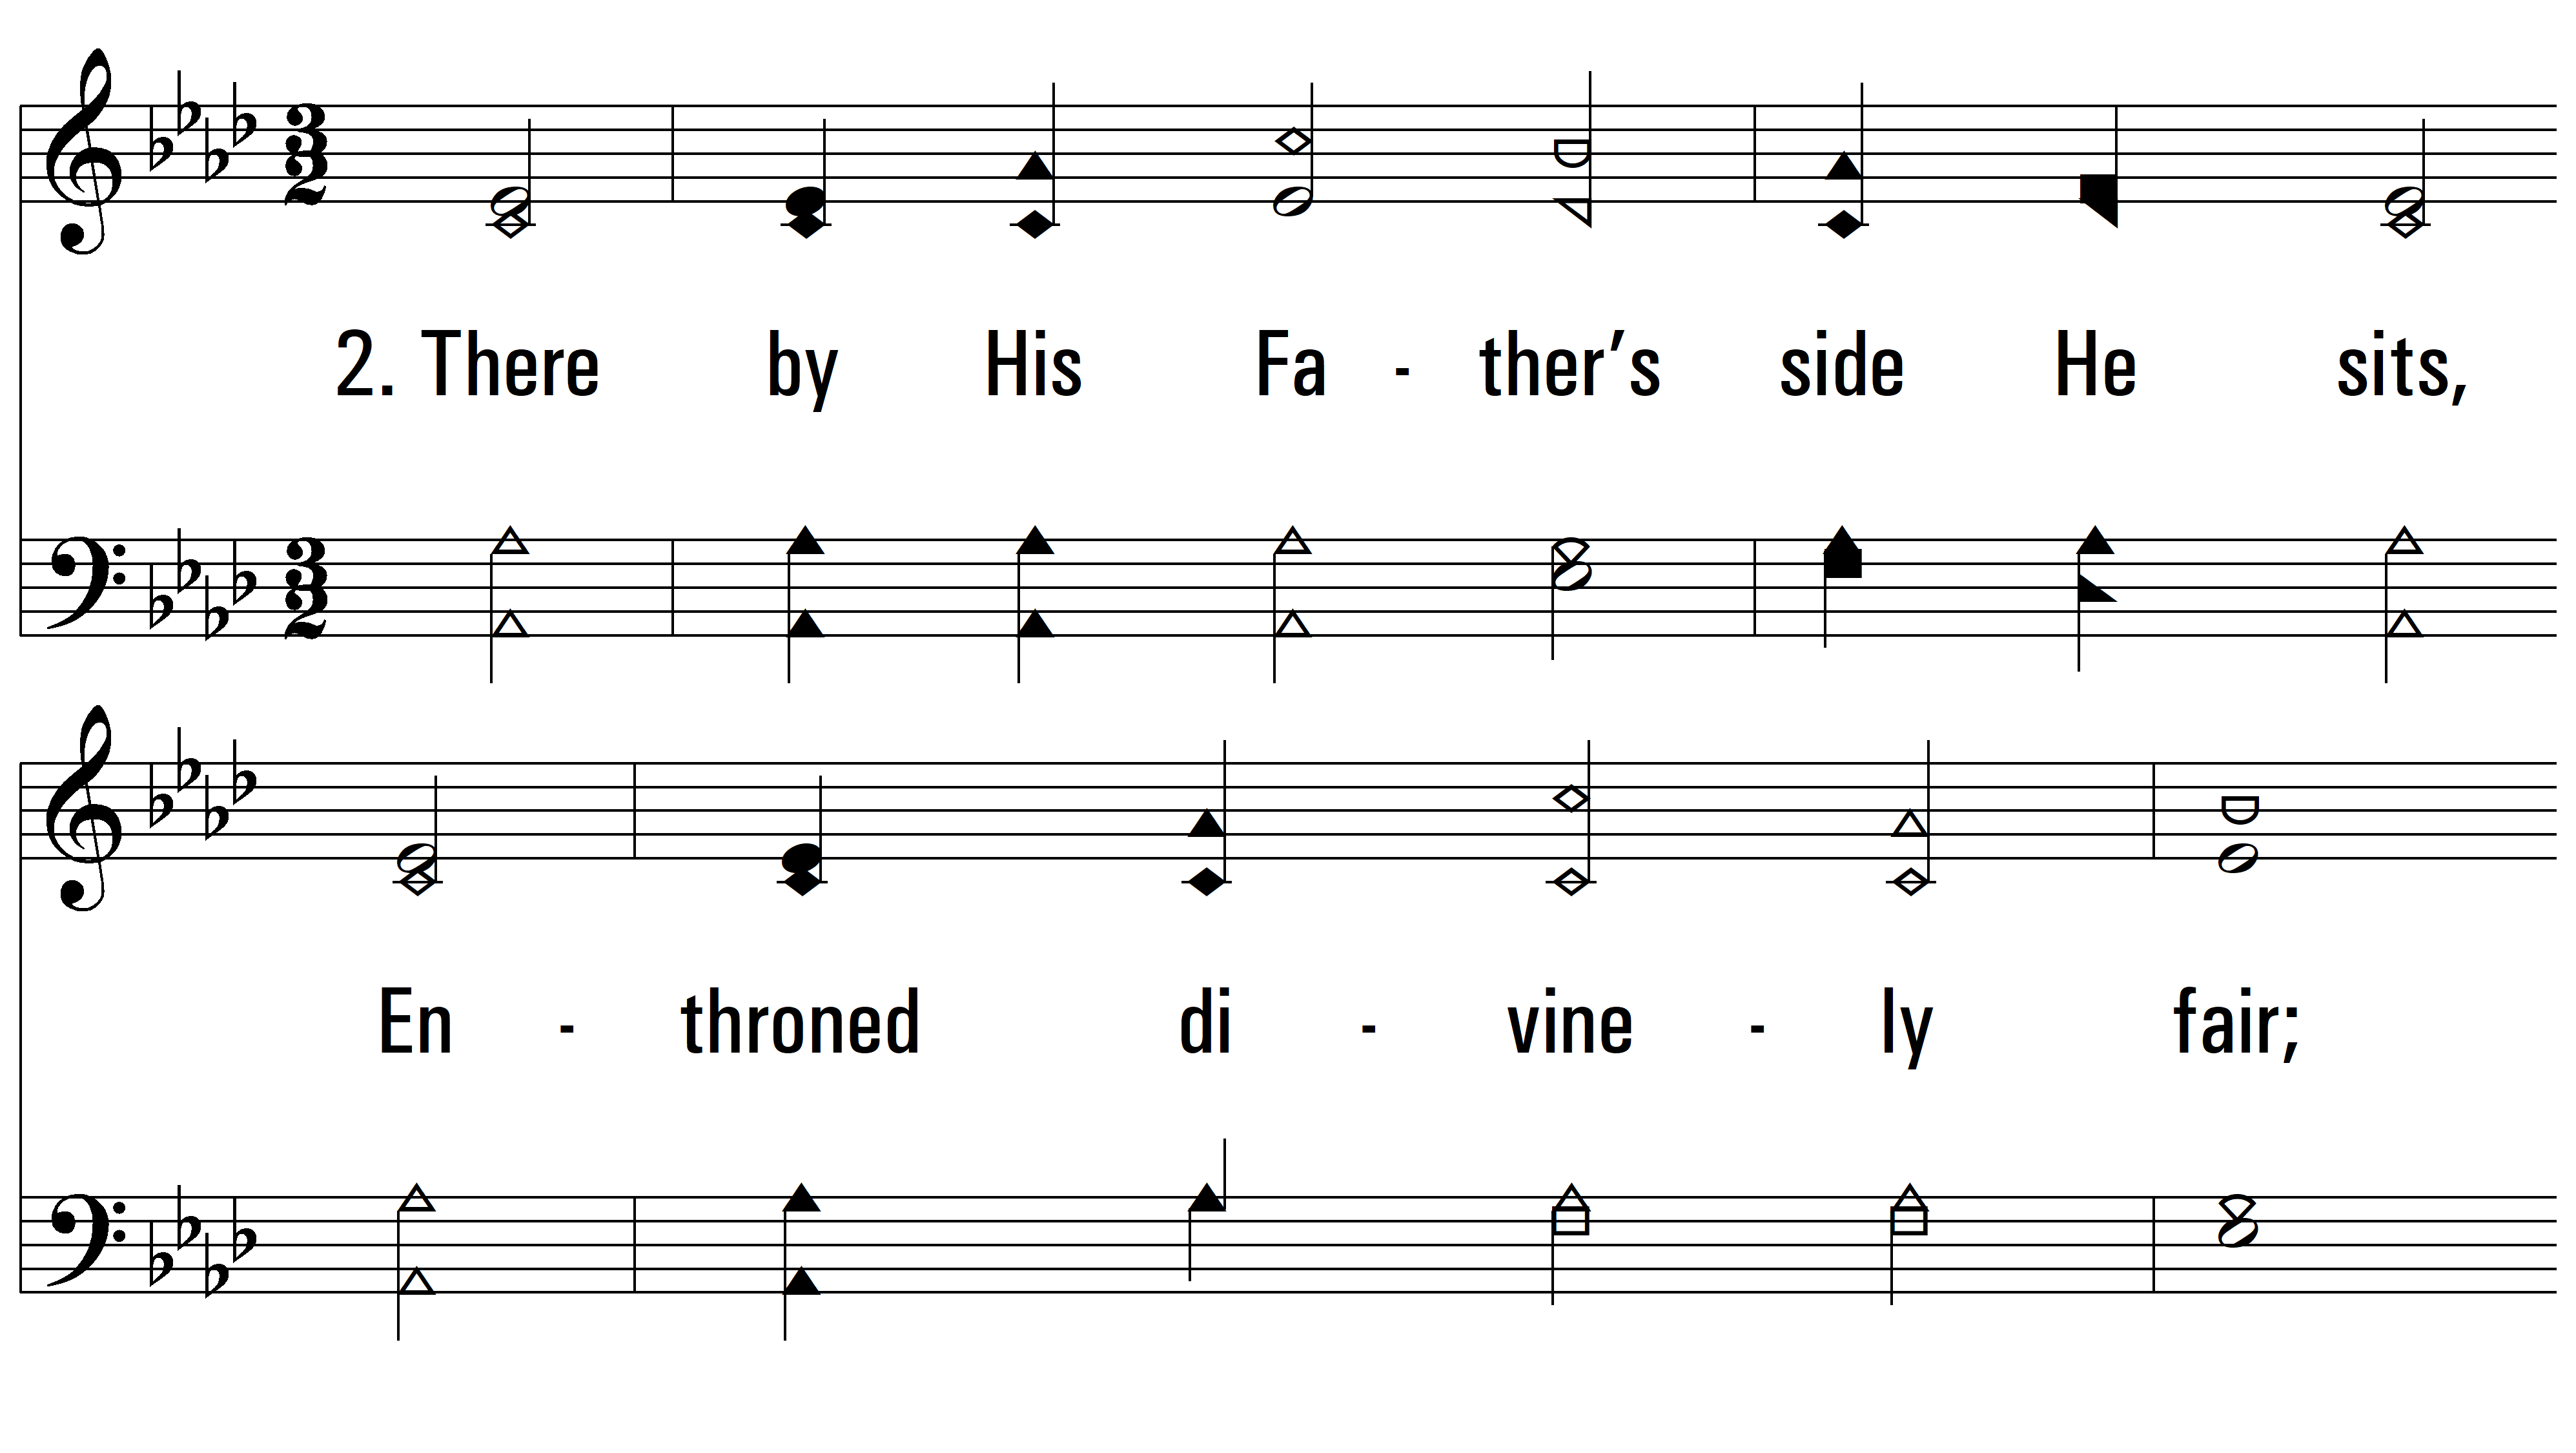 2. There by His Fa - ther’s side He sits,
En - throned di - vine - ly fair;